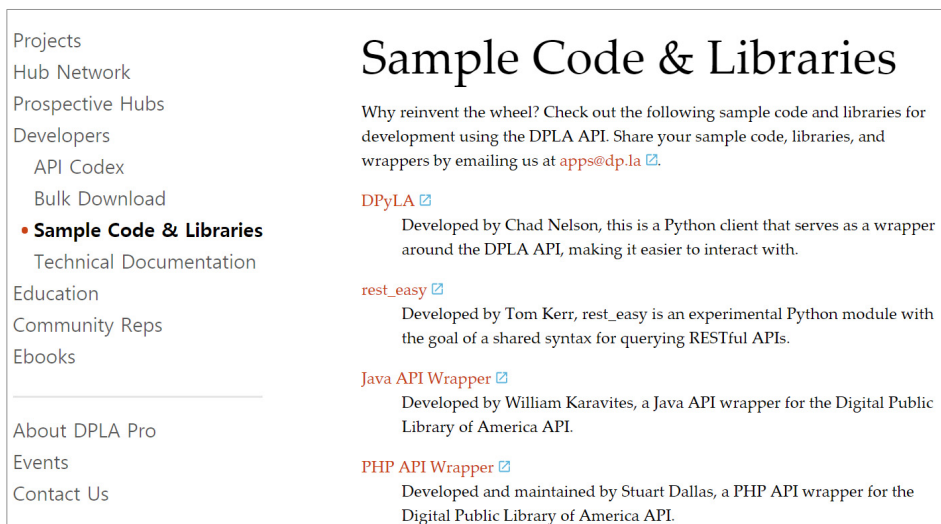 Projects
Hub Network
Prospective Hubs
Developers
API Codex
Bulk Download
Sample Code & Libraries
Technical Documentation
Education
Community Reps
Ebooks
About DPLA Pro
Events
Contact Us
Sample Code & Libraries
Why reinvent the wheel? Check out the following sample code and libraries for
development using the DPLA API. Share your sample code, libraries, and
wrappers by emailing us at apps@dp.la.
DPyLA
Developed by Chad Nelson, this is a Python client that serves as a wrapper
around the DPLA API, making it easier to interact with.
rest_easy
Developed by Tom Kerr, rest_easy is an experimental Python module with
the goal of a shared syntax for querying RESTful APIs.
Java API Wrapper
Developed by William Karavites, a Java API wrapper for the Digital Public
Library of America API.
PHP API Wrapper
Developed and maintained by Stuart Dallas, a PHP API wrapper for the
Digital Public Library of America API.